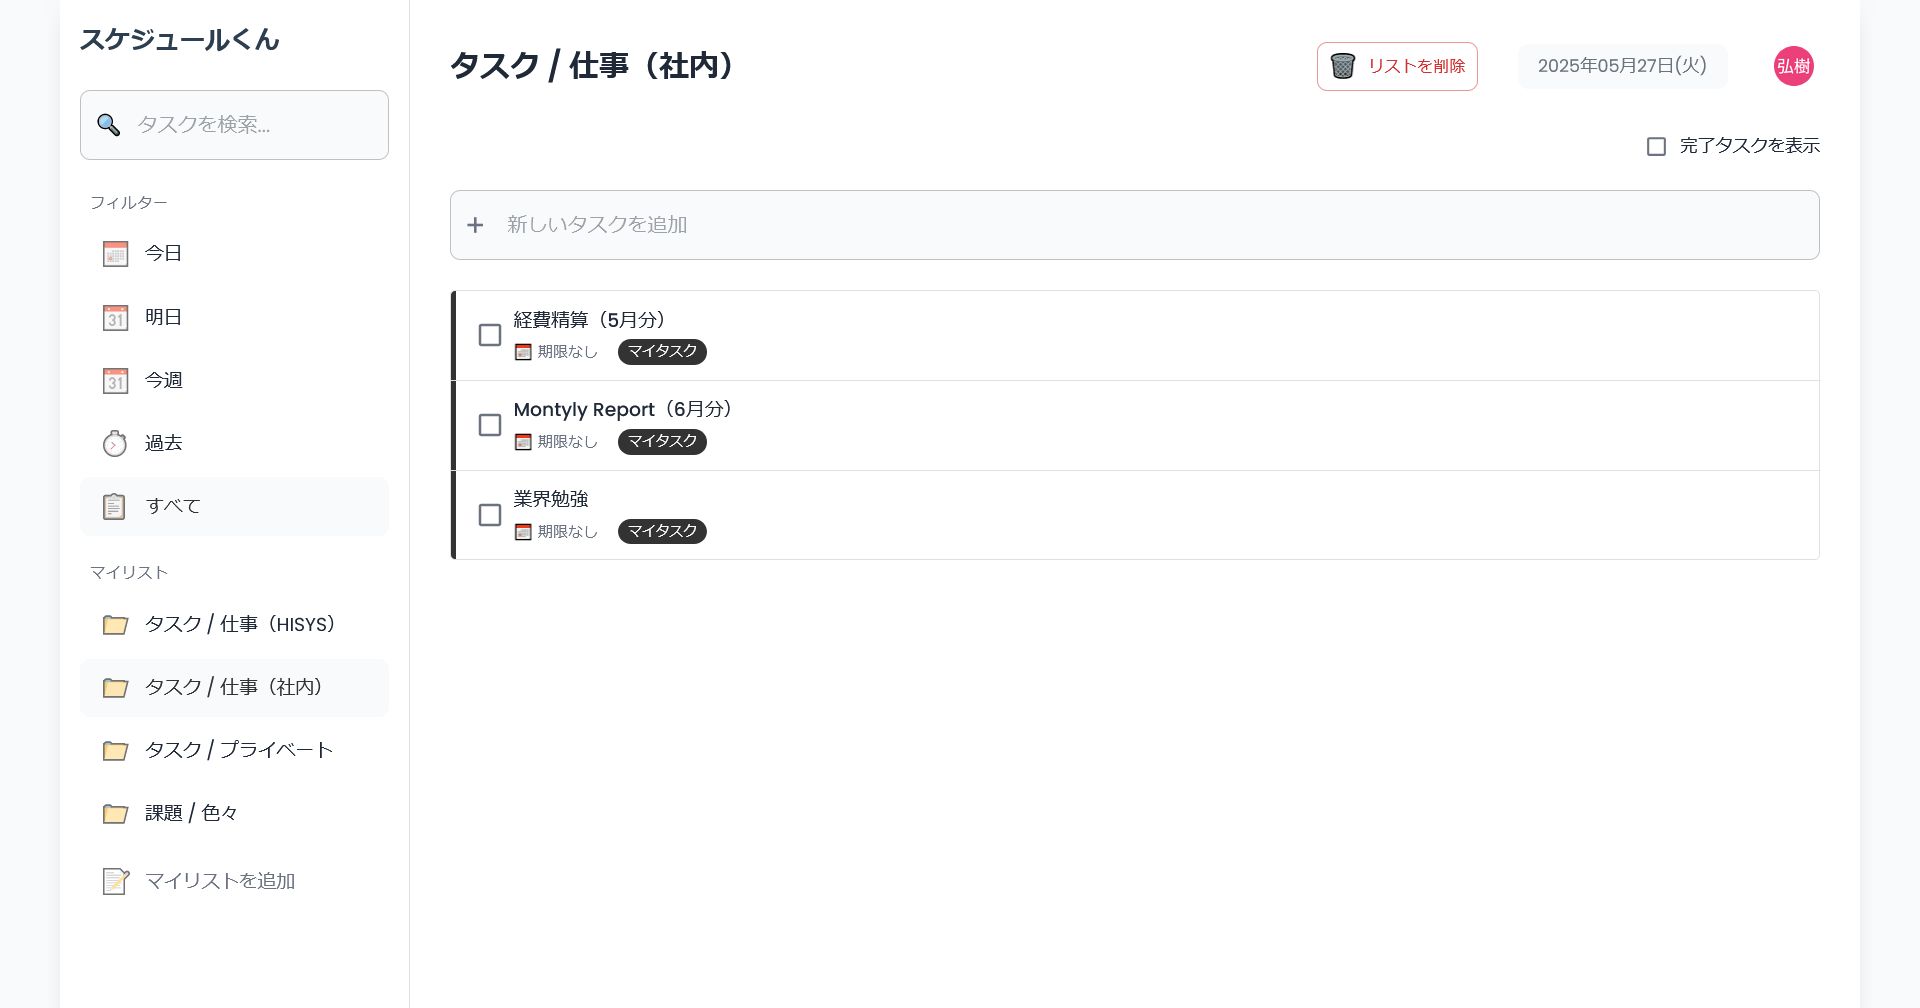 スケジュールくん
タスクを検索...
フィルター
今日
明日
今週
過去
すべて
マイリスト
タスク / 仕事（HISYS）
タスク / 仕事（社内）
タスク / プライベート
課題 / 色々
マイリストを追加
タスク / 仕事（社内）
リストを削除
2025年05月27日(火)
弘樹
完了タスクを表示
+ 新しいタスクを追加
経費精算（5月分）
期限なし マイタスク
Montyly Report（6月分）
期限なし マイタスク
業界勉強
期限なし マイタスク